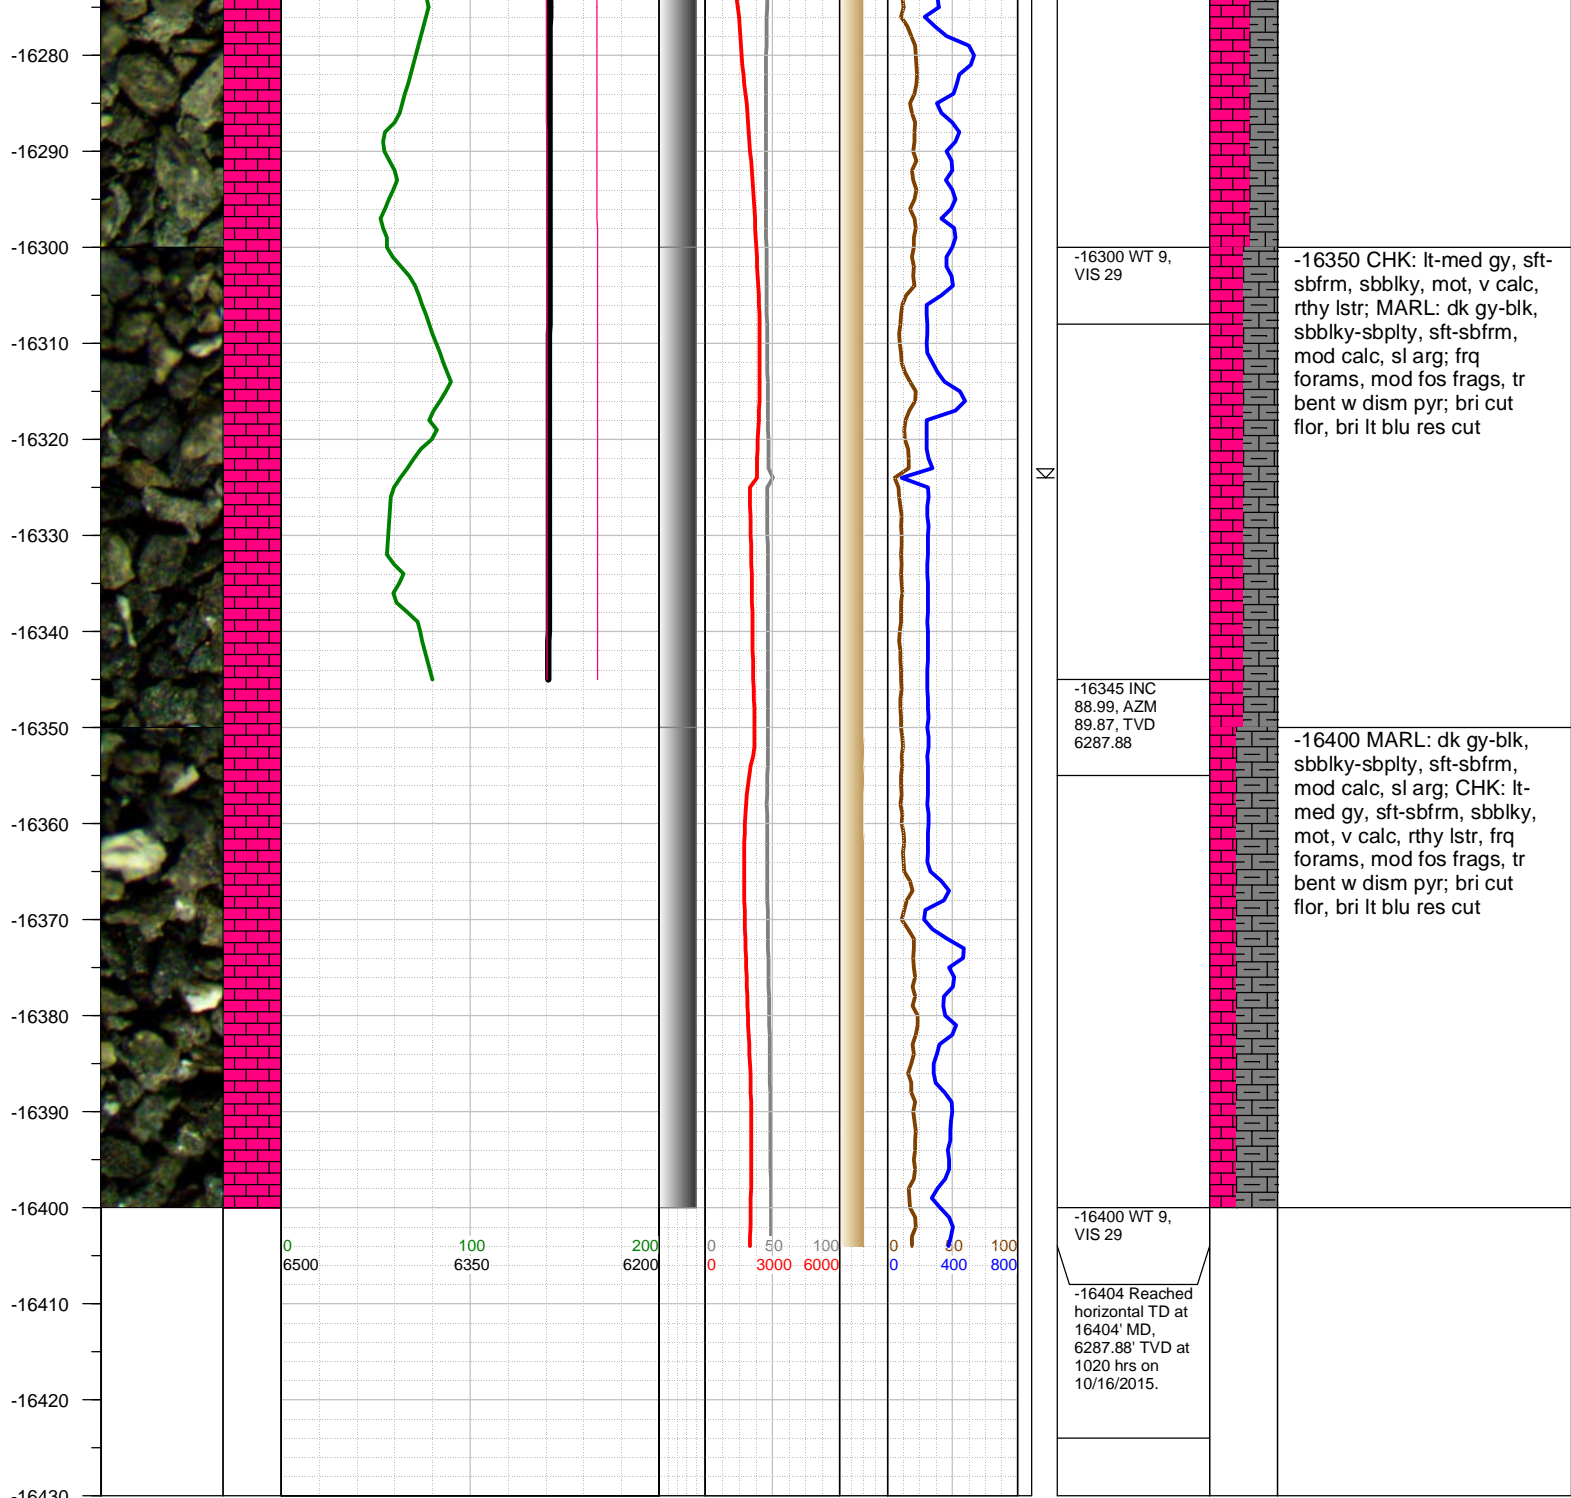 -16280
-16290
-16300
-16310
-16320
-16330
-16340
-16350
-16360
-16370
-16380
-16390
-16400
-16410
-16420
-16430
0 100 200
6500 6350 6200
0 50 100
0 3000 6000
0 50 100
0 400 800
-16300 WT 9,
VIS 29
-16345 INC
88.99, AZM
89.87, TVD
6287.88
-16400 WT 9,
VIS 29
-16404 Reached
horizontal TD at
16404' MD,
6287.88' TVD at
1020 hrs on
10/16/2015.
-16350 CHK: lt-med gy, sft-
sbfrm, sbblky, mot, v calc,
rthy lstr; MARL: dk gy-blk,
sbblky-sbplty, sft-sbfrm,
mod calc, sl arg; frq
forams, mod fos frags, tr
bent w dism pyr; bri cut
flor, bri lt blu res cut
-16400 MARL: dk gy-blk,
sbblky-sbplty, sft-sbfrm,
mod calc, sl arg; CHK: lt-
med gy, sft-sbfrm, sbblky,
mot, v calc, rthy lstr, frq
forams, mod fos frags, tr
bent w dism pyr; bri cut
flor, bri lt blu res cut